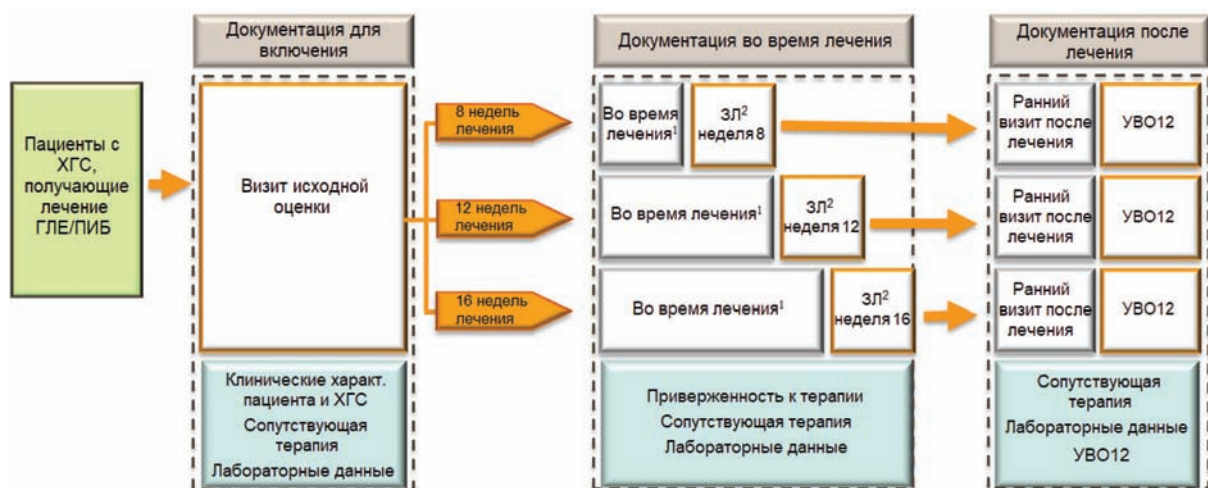 Документация для
включения
Документация во время лечения
Документация после
лечения
Пациенты с
ХГС,
получающие
лечение
ГЛЕ/ПИБ
Визит исходной
оценки
8 недель
лечения
Во время
лечения¹
ЗЛ²
неделя 8
Ранний
визит после
лечения
УВО12
12 недель
лечения
Во время лечения¹
ЗЛ²
неделя 12
Ранний
визит после
лечения
УВО12
16 недель
лечения
Во время лечения¹
ЗЛ²
неделя 16
Ранний
визит после
лечения
УВО12
Клинические характ.
пациента и ХГС
Сопутствующая
терапия
Лабораторные данные
Приверженность к терапии
Сопутствующая терапия
Лабораторные данные
Сопутствующая
терапия
Лабораторные данные
УВО12